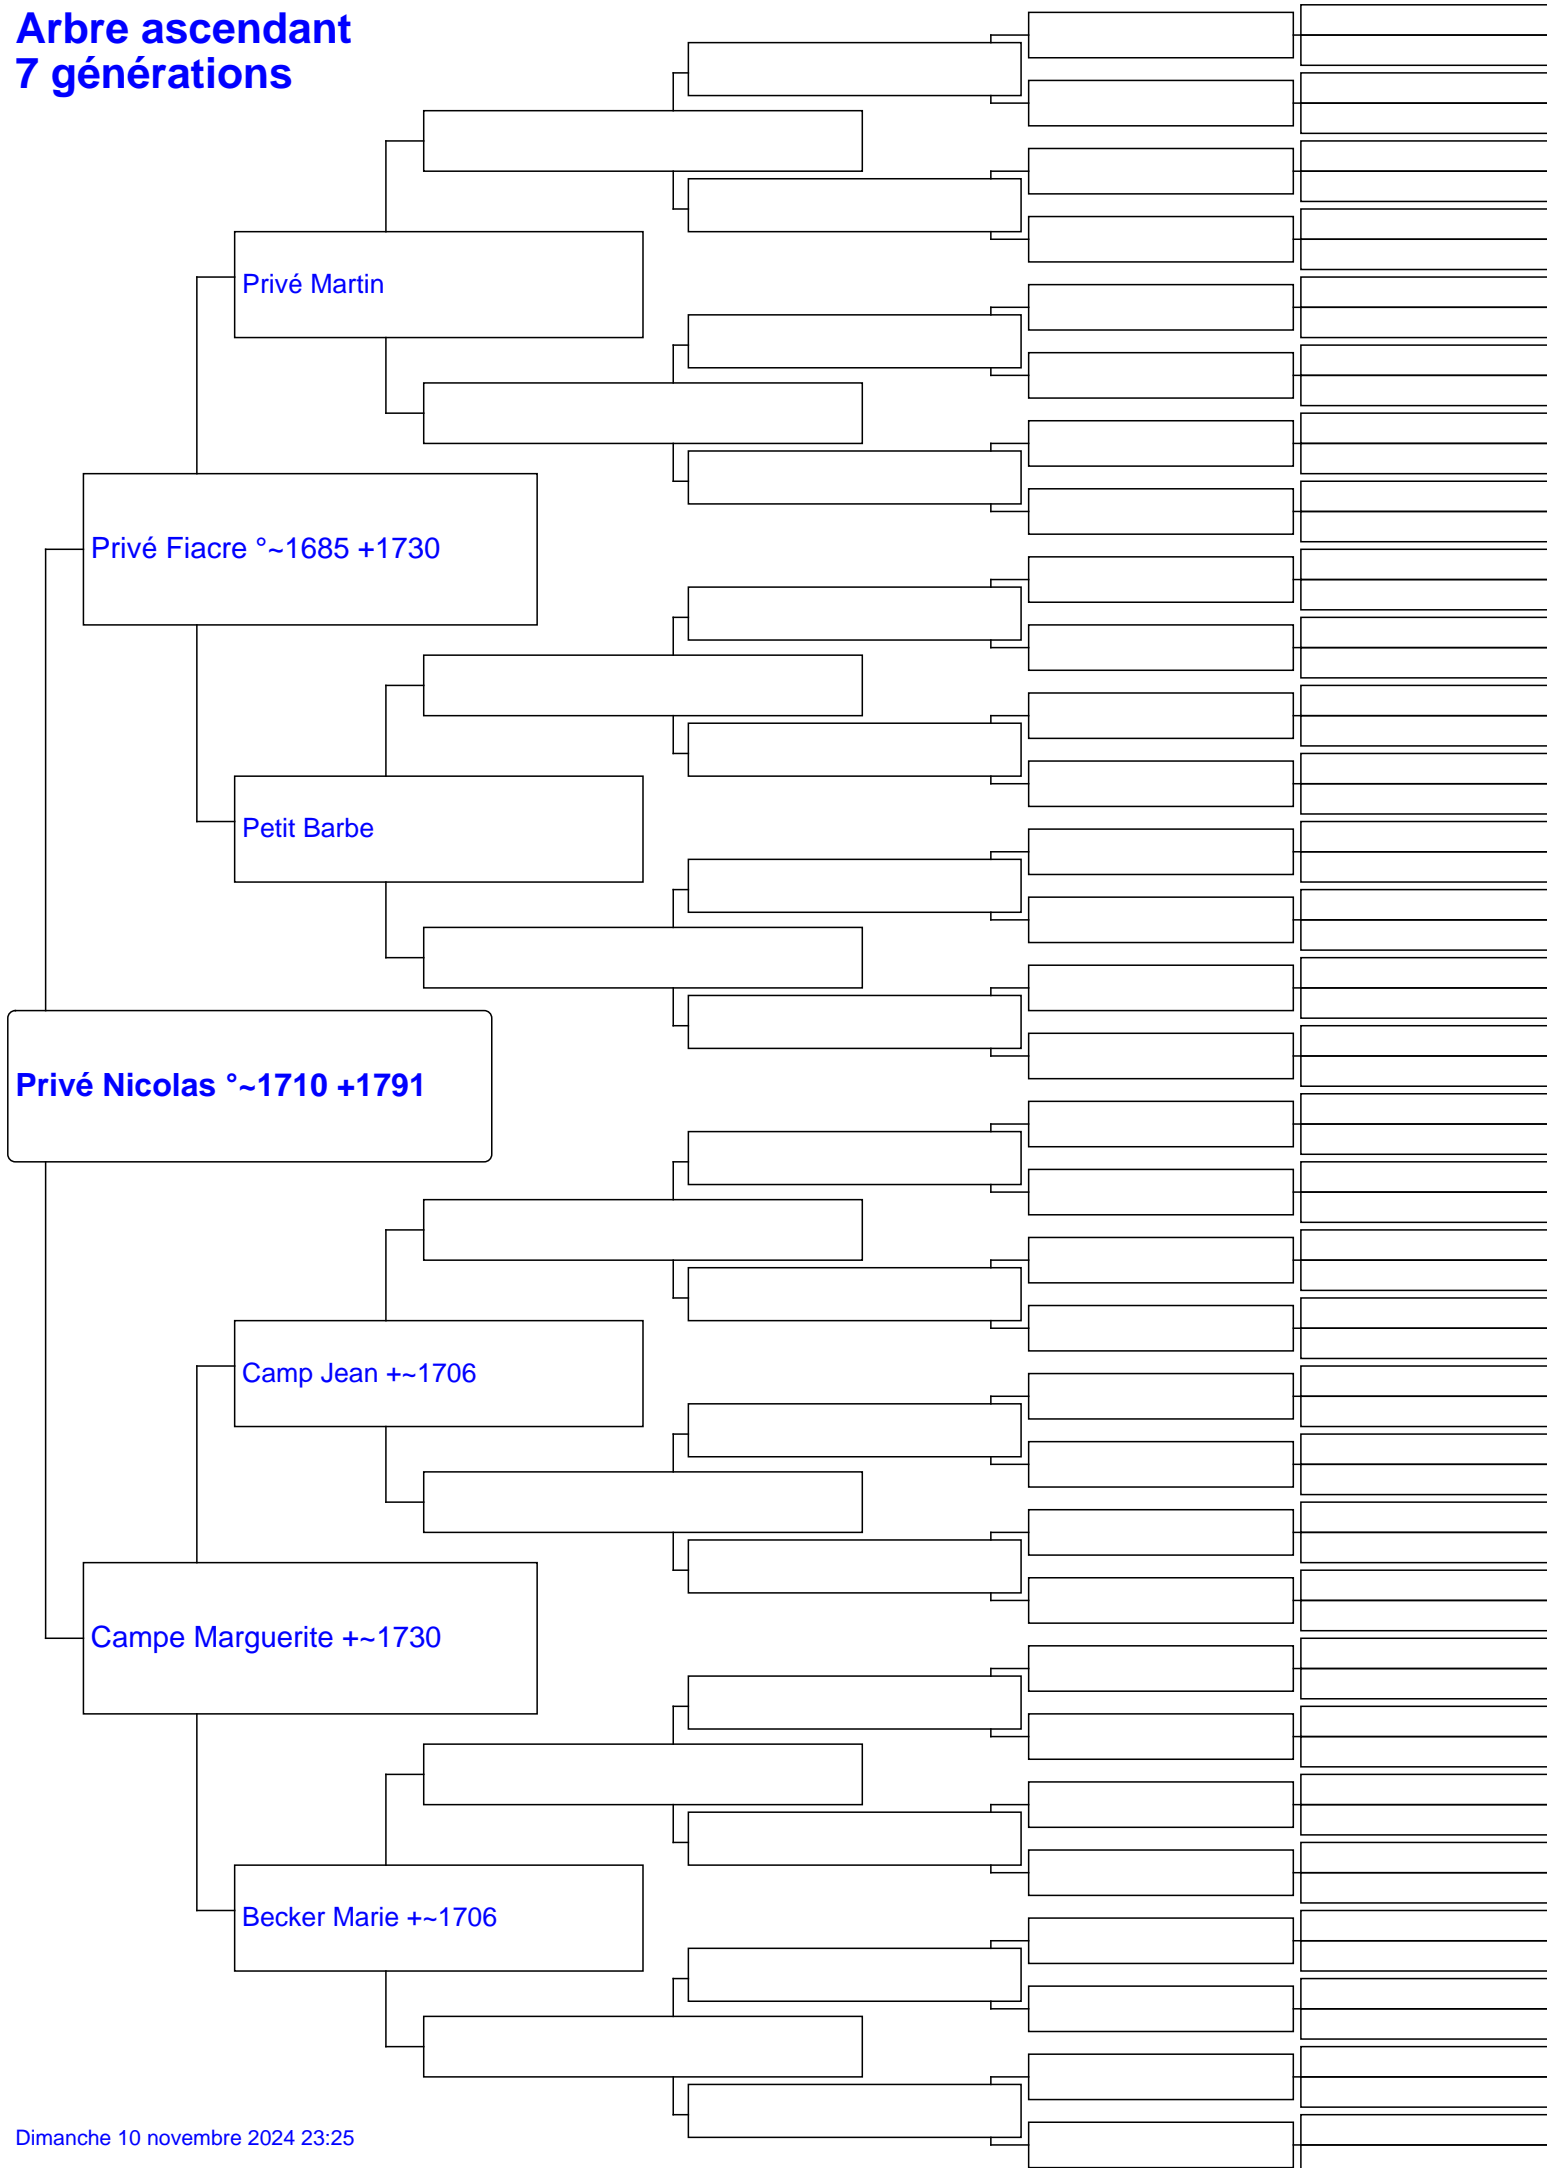 Arbre ascendant
7 générations
Privé Martin
Privé Fiacre °~1685 +1730
Petit Barbe
Privé Nicolas °~1710 +1791
Camp Jean +~1706
Campe Marguerite +~1730
Becker Marie +~1706
Dimanche 10 novembre 2024 23:25